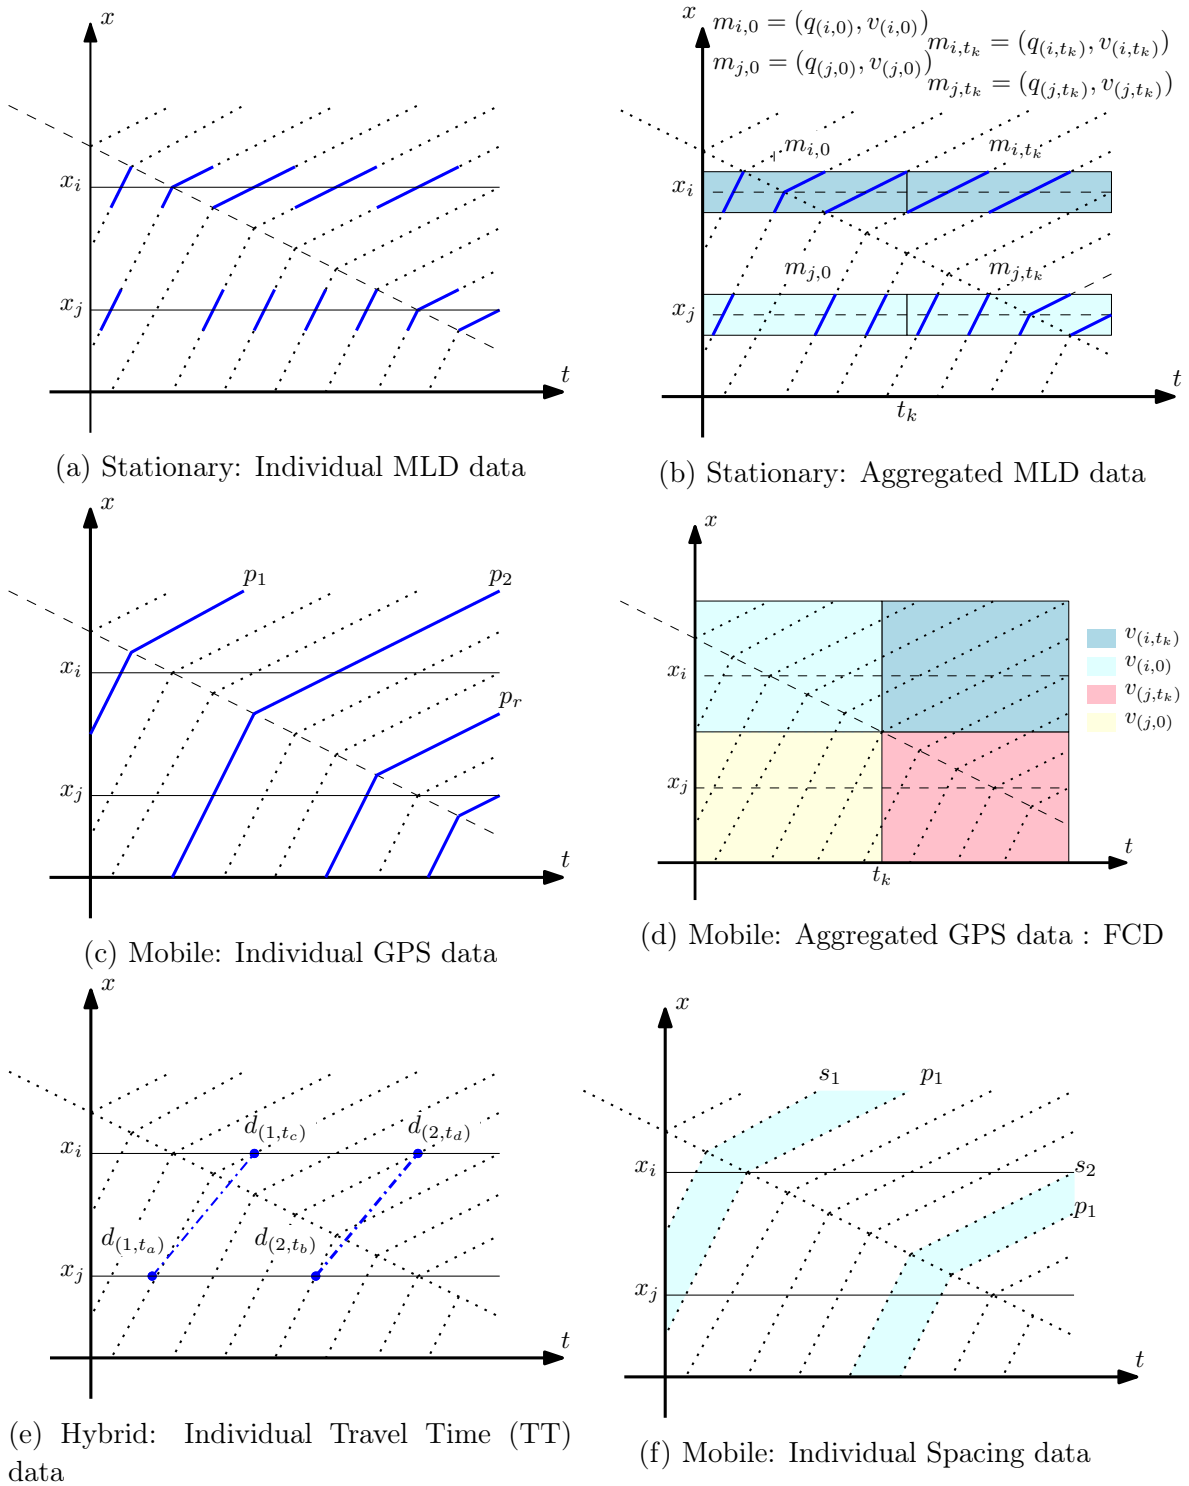 x
x_i
x_j
t
(a) Stationary: Individual MLD data
x
m_{i,0} = (q_{(i,0)}, v_{(i,0)})
m_{i,t_k} = (q_{(i,t_k)}, v_{(i,t_k)})
m_{j,0} = (q_{(j,0)}, v_{(j,0)})
m_{j,t_k} = (q_{(j,t_k)}, v_{(j,t_k)})
m_{i,0}
m_{i,t_k}
x_i
m_{j,0}
m_{j,t_k}
x_j
t
t_k
(b) Stationary: Aggregated MLD data
x
p_1
p_2
x_i
p_r
x_j
t
(c) Mobile: Individual GPS data
x
v_{(i,t_k)}
v_{(i,0)}
v_{(j,t_k)}
v_{(j,0)}
x_i
x_j
t
t_k
(d) Mobile: Aggregated GPS data : FCD
x
d_{(1,t_c)}
d_{(2,t_d)}
x_i
d_{(1,t_a)}
d_{(2,t_b)}
x_j
t
(e) Hybrid: Individual Travel Time (TT)
data
x
s_1
p_1
x_i
s_2
p_1
x_j
t
(f) Mobile: Individual Spacing data